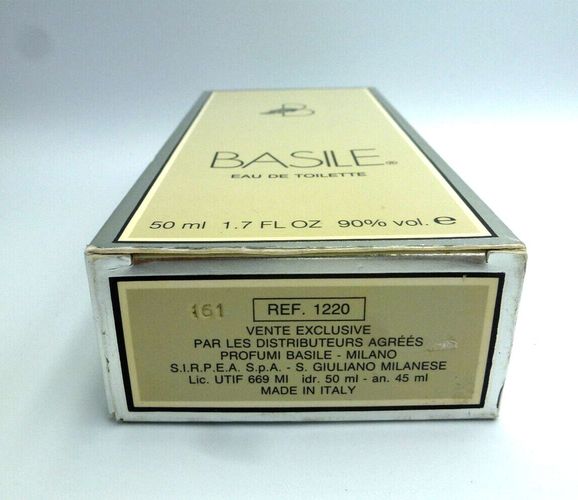 B
BASILE®
EAU DE TOILETTE
50 ml 1.7 FL OZ 90% vol. ℮
161 REF. 1220
VENTE EXCLUSIVE
PAR LES DISTRIBUTEURS AGRÉÉS
PROFUMI BASILE - MILANO
S.I.R.P.E.A. S.p.A. - S. GIULIANO MILANESE
Lic. UTIF 669 MI idr. 50 ml - an. 45 ml
MADE IN ITALY